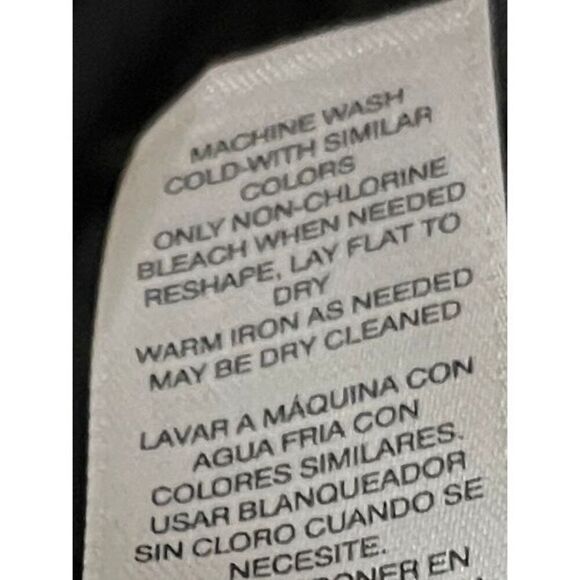 MACHINE WASH
COLD-WITH SIMILAR
COLORS
ONLY NON-CHLORINE
BLEACH WHEN NEEDED
RESHAPE, LAY FLAT TO
DRY
WARM IRON AS NEEDED
MAY BE DRY CLEANED
LAVAR A MÁQUINA CON
AGUA FRIA CON
COLORES SIMILARES.
USAR BLANQUEADOR
SIN CLORO CUANDO SE
NECESITE.
EN